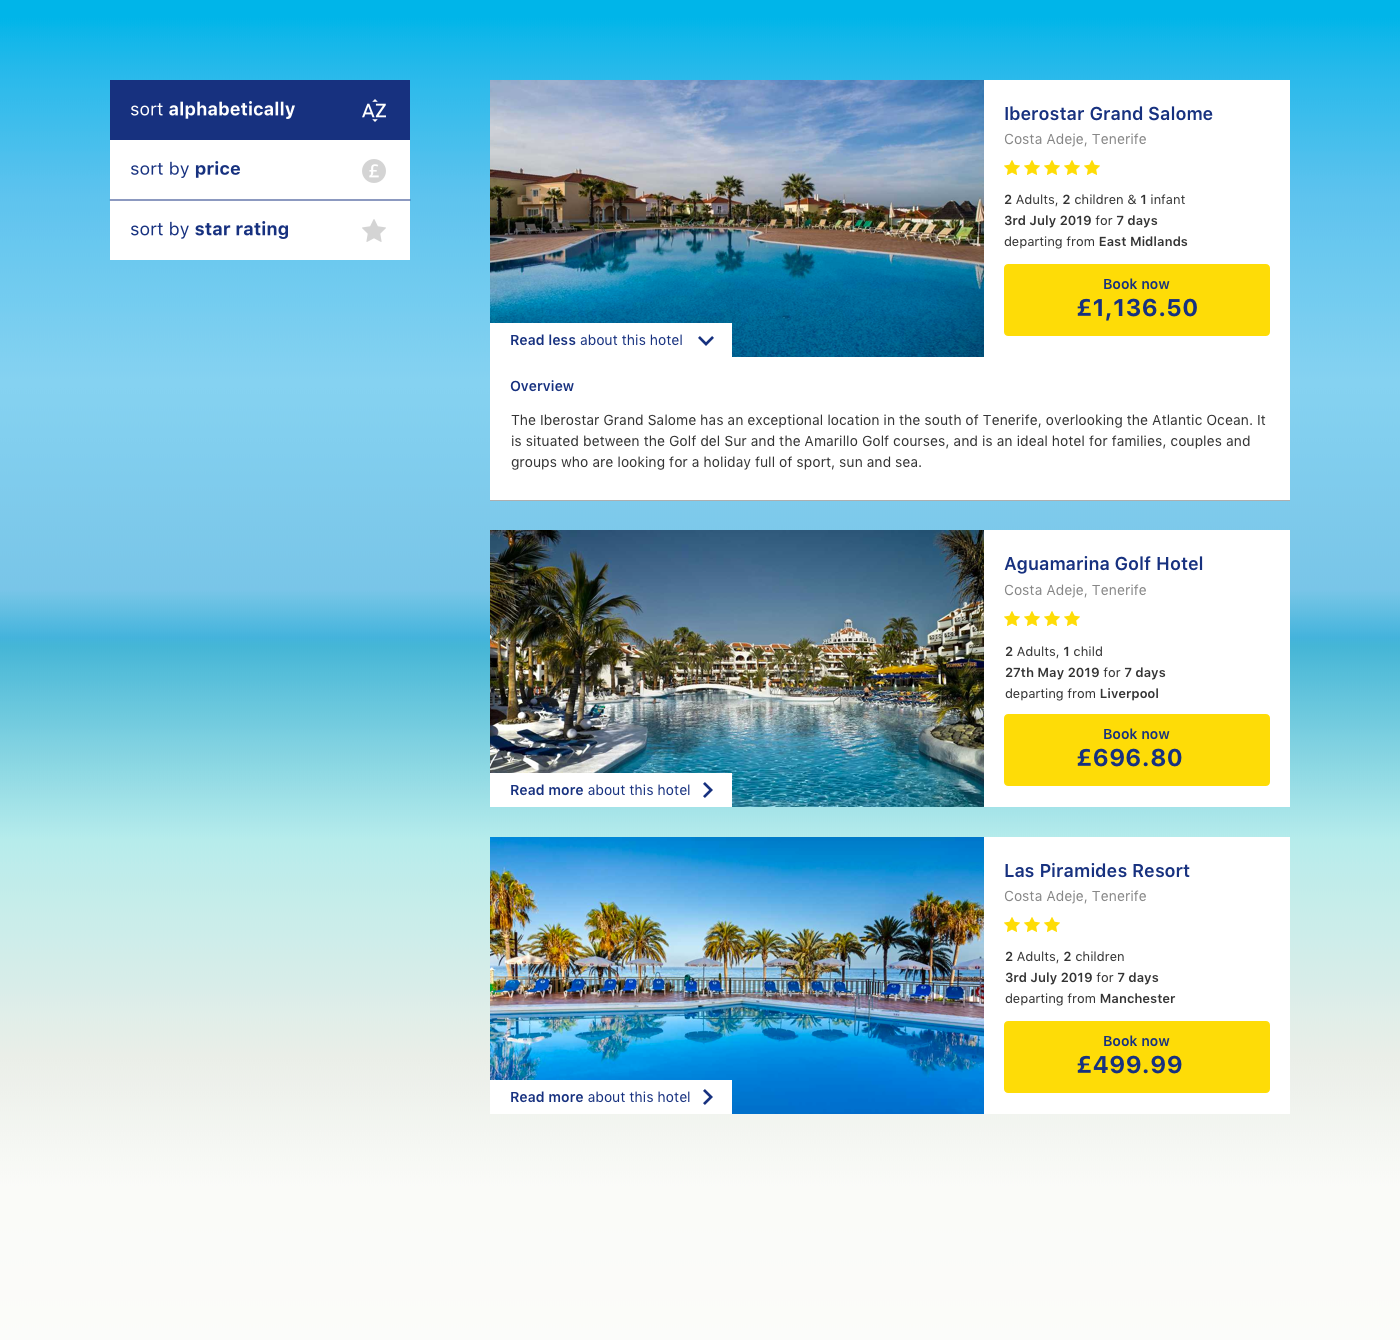 sort alphabetically AZ
sort by price £
sort by star rating
Iberostar Grand Salome
Costa Adeje, Tenerife
2 Adults, 2 children & 1 infant
3rd July 2019 for 7 days
departing from East Midlands
Book now
£1,136.50
Read less about this hotel
Overview
The Iberostar Grand Salome has an exceptional location in the south of Tenerife, overlooking the Atlantic Ocean. It
is situated between the Golf del Sur and the Amarillo Golf courses, and is an ideal hotel for families, couples and
groups who are looking for a holiday full of sport, sun and sea.
Aguamarina Golf Hotel
Costa Adeje, Tenerife
2 Adults, 1 child
27th May 2019 for 7 days
departing from Liverpool
Book now
£696.80
Read more about this hotel
Las Piramides Resort
Costa Adeje, Tenerife
2 Adults, 2 children
3rd July 2019 for 7 days
departing from Manchester
Book now
£499.99
Read more about this hotel